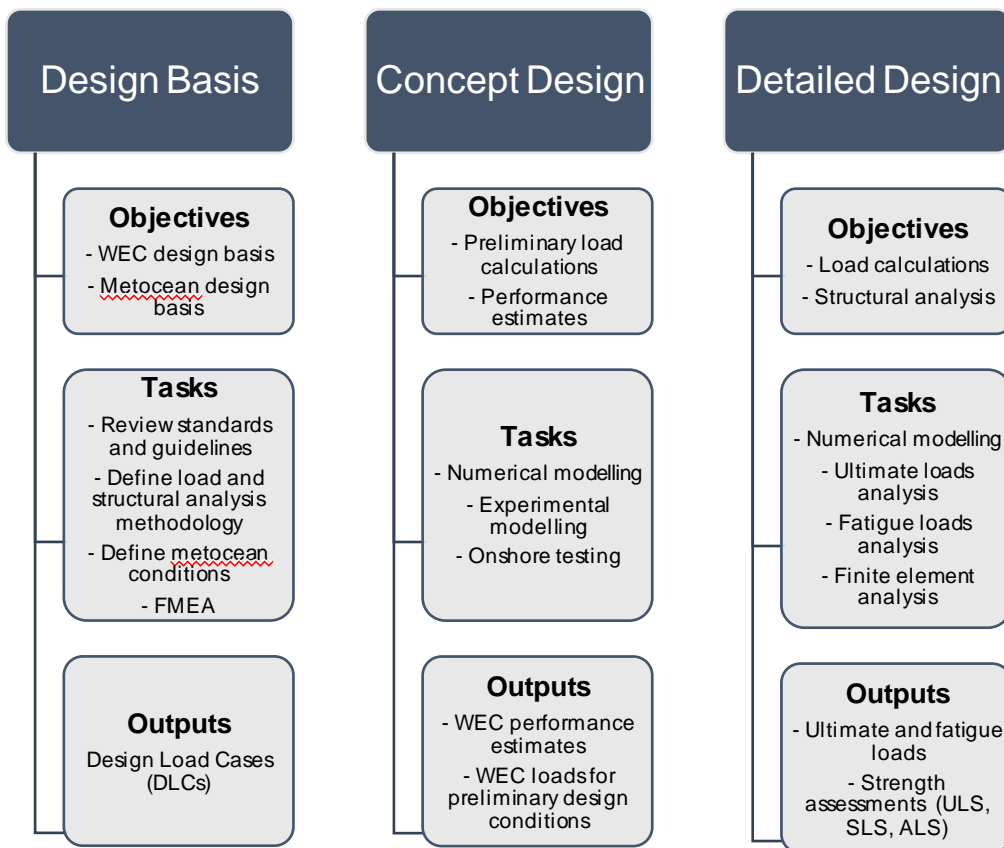 Design Basis
Objectives
- WEC design basis
- Metocean design
basis
Tasks
- Review standards
and guidelines
- Define load and
structural analysis
methodology
- Define metocean
conditions
- FMEA
Outputs
Design Load Cases
(DLCs)
Concept Design
Objectives
- Preliminary load
calculations
- Performance
estimates
Tasks
- Numerical modelling
- Experimental
modelling
- Onshore testing
Outputs
- WEC performance
estimates
- WEC loads for
preliminary design
conditions
Detailed Design
Objectives
- Load calculations
- Structural analysis
Tasks
- Numerical modelling
- Ultimate loads
analysis
- Fatigue loads
analysis
- Finite element
analysis
Outputs
- Ultimate and fatigue
loads
- Strength
assessments (ULS,
SLS, ALS)